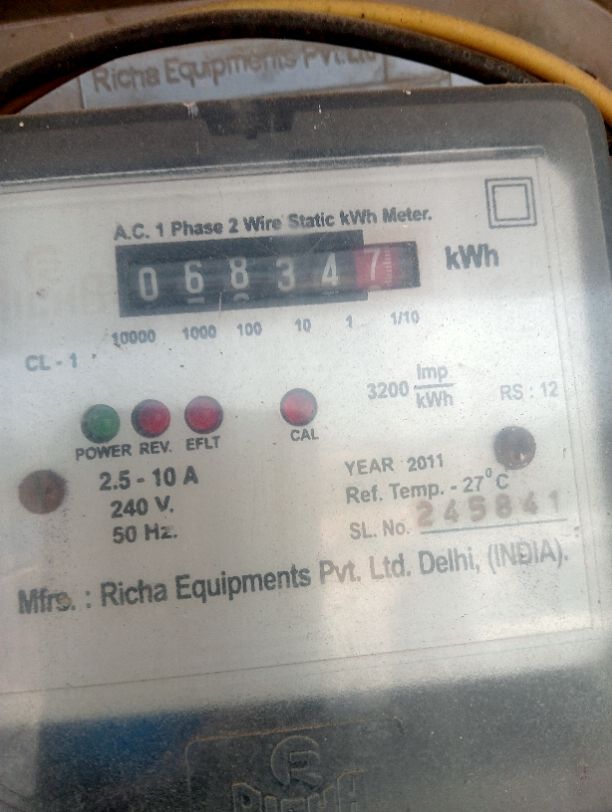 Richa Equipments Pvt. Ltd
A.C. 1 Phase 2 Wire Static kWh Meter.
0 6 8 3 4 7 kWh
10000 1000 100 10 1 1/10
CL - 1
3200 Imp/kWh RS : 12
POWER REV. EFLT CAL
2.5 - 10 A
240 V.
50 Hz.
YEAR 2011
Ref. Temp. - 27°C
SL. No. 245841
Mfrs. : Richa Equipments Pvt. Ltd. Delhi, (INDIA).
R
RICHA